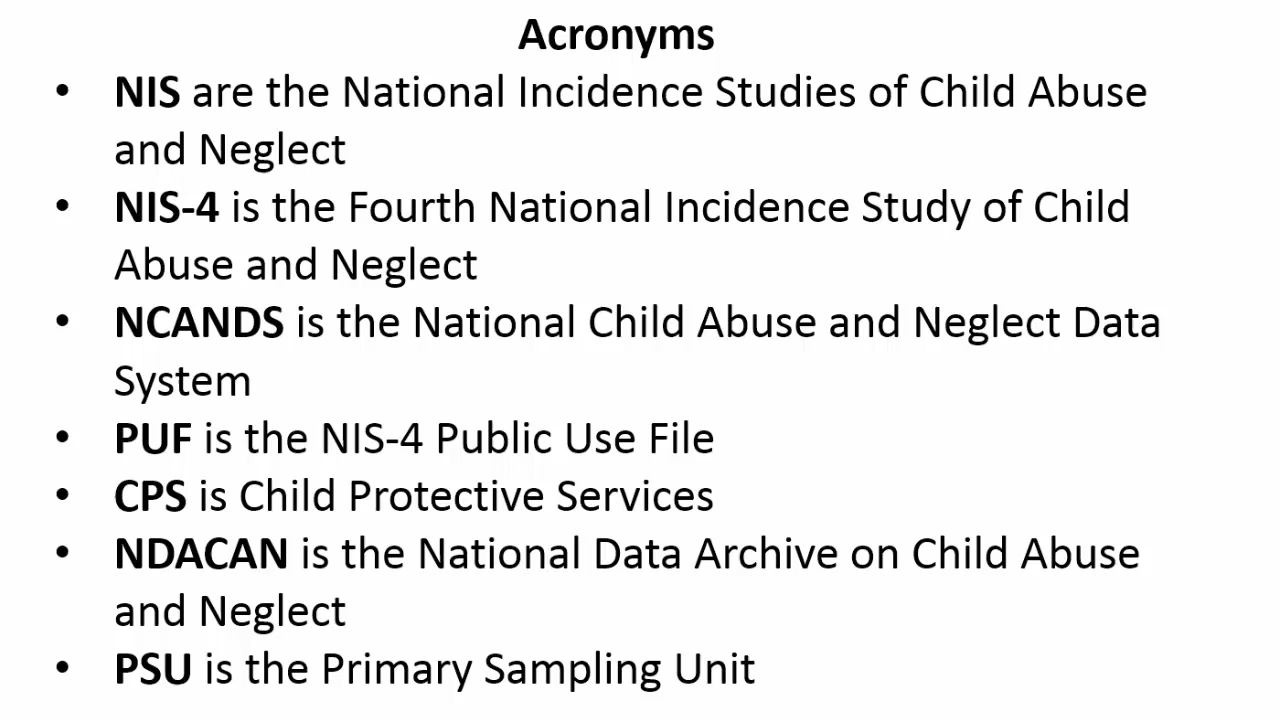 Acronyms
• NIS are the National Incidence Studies of Child Abuse
and Neglect
• NIS-4 is the Fourth National Incidence Study of Child
Abuse and Neglect
• NCANDS is the National Child Abuse and Neglect Data
System
• PUF is the NIS-4 Public Use File
• CPS is Child Protective Services
• NDACAN is the National Data Archive on Child Abuse
and Neglect
• PSU is the Primary Sampling Unit